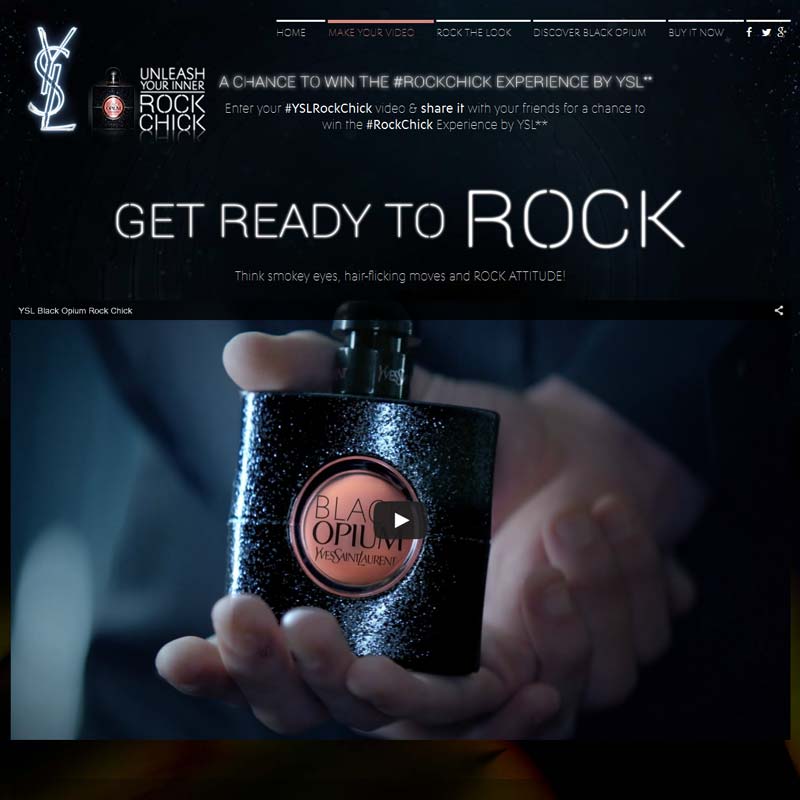 HOME MAKE YOUR VIDEO ROCK THE LOOK DISCOVER BLACK OPIUM BUY IT NOW
YSL
UNLEASH
YOUR INNER
ROCK
CHICK
A CHANCE TO WIN THE #ROCKCHICK EXPERIENCE BY YSL**
Enter your #YSLRockChick video & share it with your friends for a chance to
win the #RockChick Experience by YSL**
GET READY TO ROCK
Think smokey eyes, hair-flicking moves and ROCK ATTITUDE!
YSL Black Opium Rock Chick
BLACK
OPIUM
YVESSAINTLAURENT